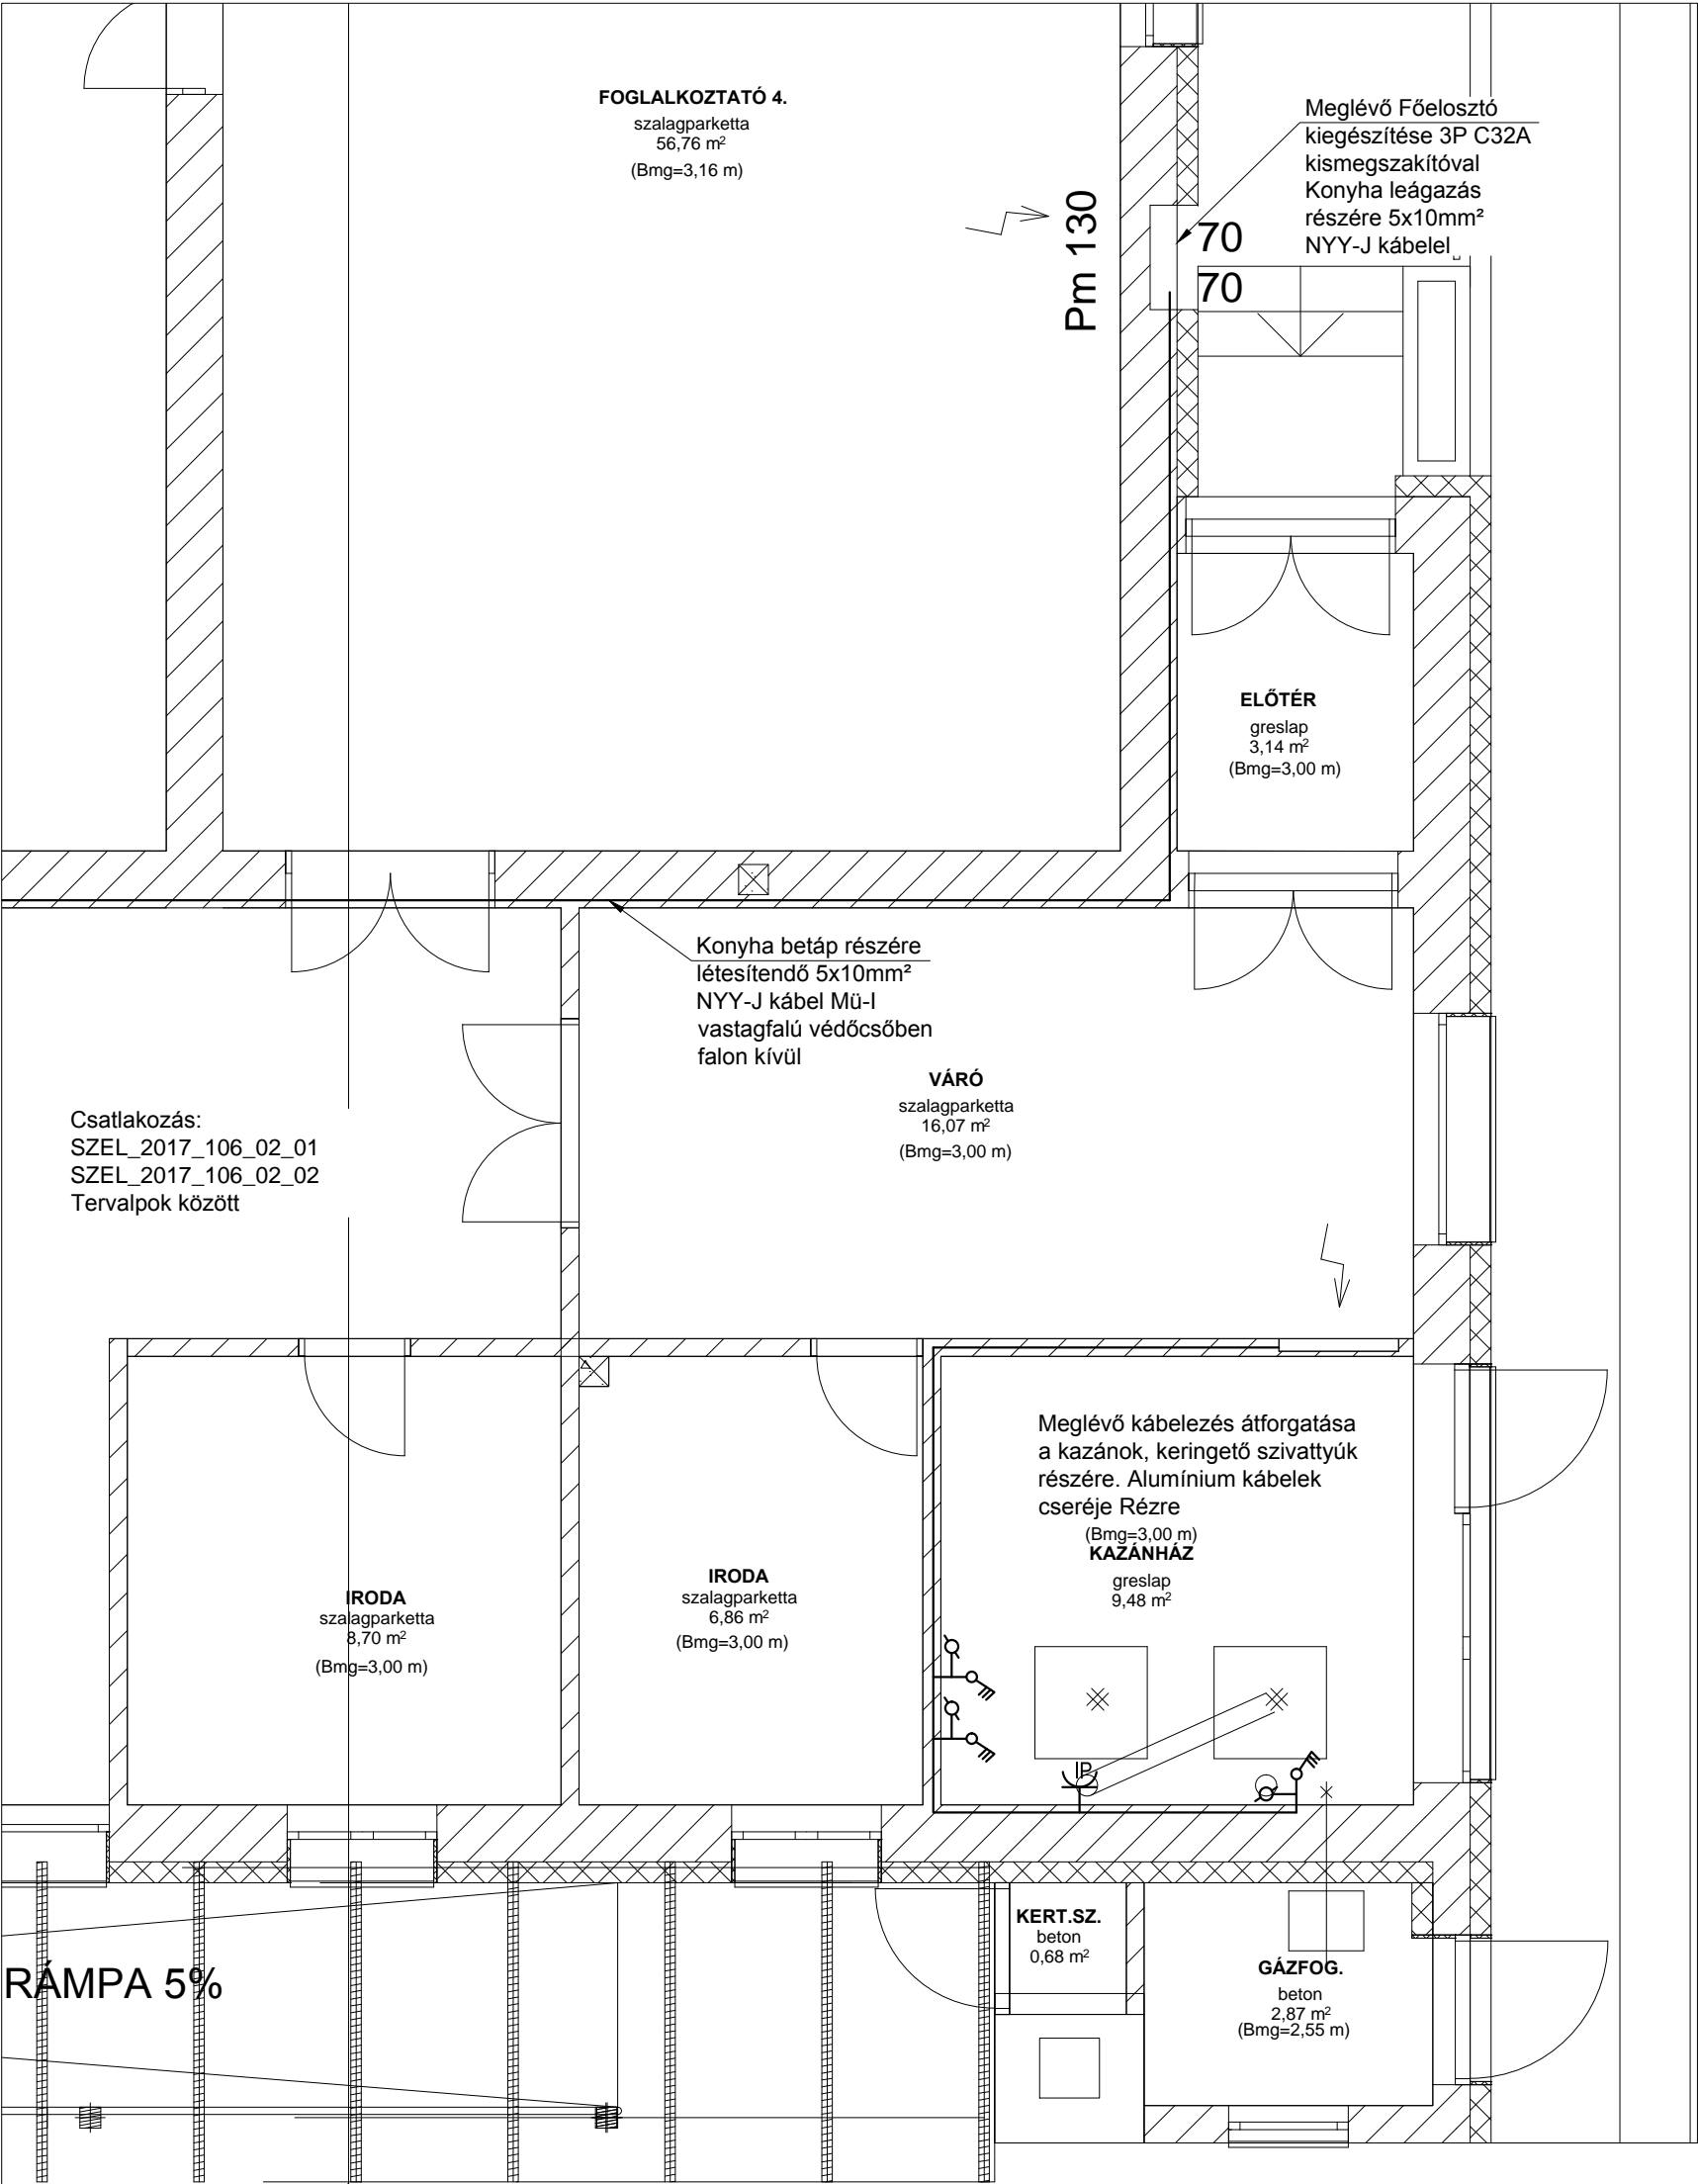 FOGLALKOZTATÓ 4.
szalagparketta
56,76 m²
(Bmg=3,16 m)
Meglévő Főelosztó
kiegészítése 3P C32A
kismegszakítóval
Konyha leágazás
részére 5x10mm²
NYY-J kábelel
Pm 130
70
70
ELŐTÉR
greslap
3,14 m²
(Bmg=3,00 m)
Konyha betáp részére
létesítendő 5x10mm²
NYY-J kábel Mü-I
vastagfalú védőcsőben
falon kívül
VÁRÓ
szalagparketta
16,07 m²
(Bmg=3,00 m)
Csatlakozás:
SZEL_2017_106_02_01
SZEL_2017_106_02_02
Tervalpok között
Meglévő kábelezés átforgatása
a kazánok, keringető szivattyúk
részére. Alumínium kábelek
cseréje Rézre
(Bmg=3,00 m)
KAZÁNHÁZ
greslap
9,48 m²
IRODA
szalagparketta
8,70 m²
(Bmg=3,00 m)
IRODA
szalagparketta
6,86 m²
(Bmg=3,00 m)
IP
KERT.SZ.
beton
0,68 m²
GÁZFOG.
beton
2,87 m²
(Bmg=2,55 m)
RÁMPA 5%